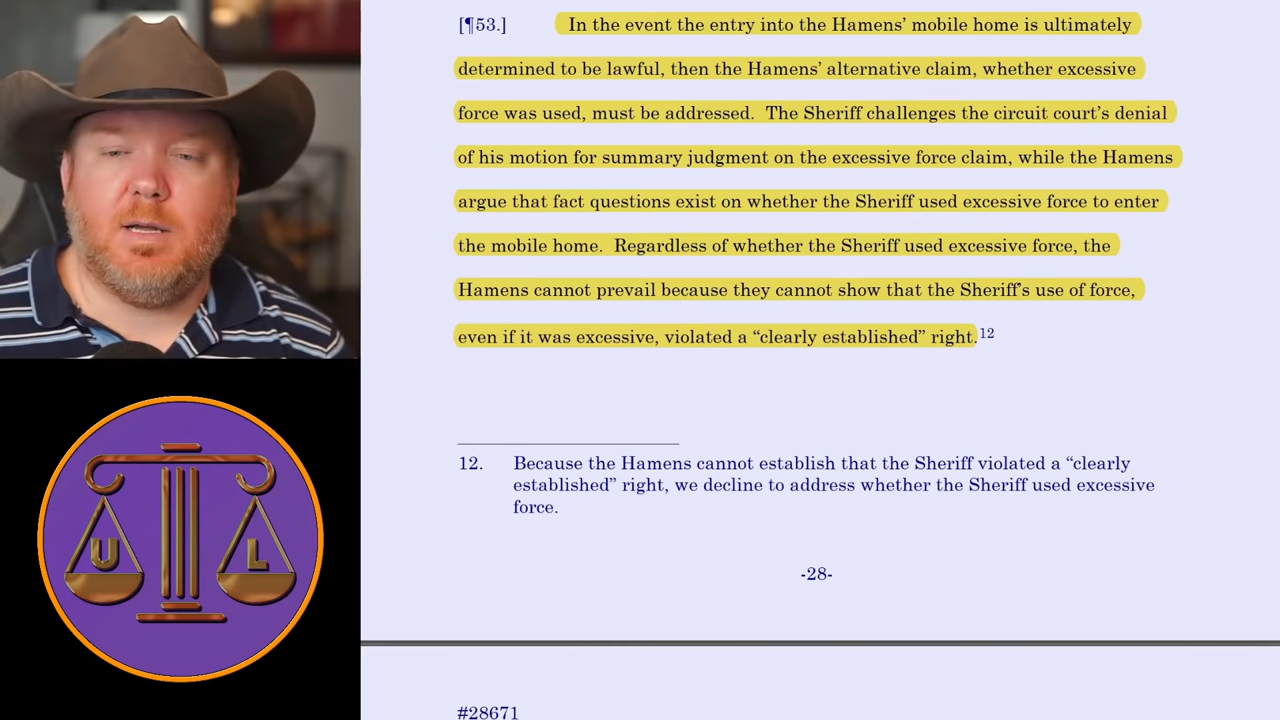 [¶53.] In the event the entry into the Hamens’ mobile home is ultimately
determined to be lawful, then the Hamens’ alternative claim, whether excessive
force was used, must be addressed. The Sheriff challenges the circuit court’s denial
of his motion for summary judgment on the excessive force claim, while the Hamens
argue that fact questions exist on whether the Sheriff used excessive force to enter
the mobile home. Regardless of whether the Sheriff used excessive force, the
Hamens cannot prevail because they cannot show that the Sheriff’s use of force,
even if it was excessive, violated a “clearly established” right.12
12. Because the Hamens cannot establish that the Sheriff violated a “clearly
established” right, we decline to address whether the Sheriff used excessive
force.
-28-
#28671
U L